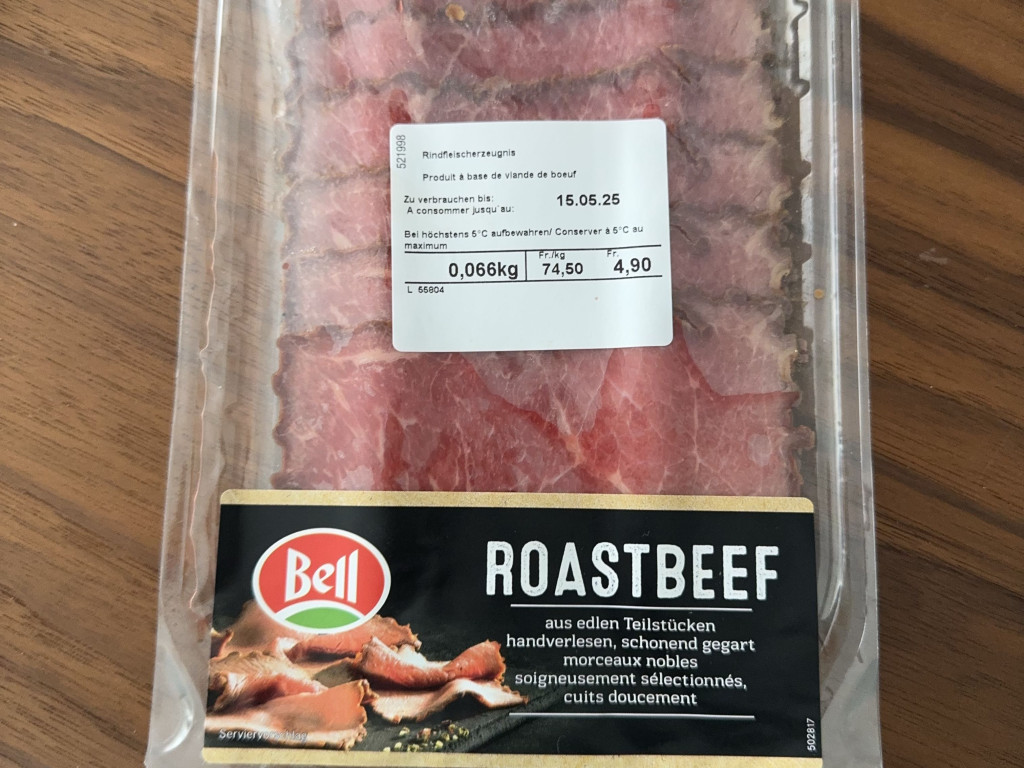 521998
Rindfleischerzeugnis
Produit à base de viande de boeuf
Zu verbrauchen bis: 15.05.25
A consommer jusqu'au:
Bei höchstens 5°C aufbewahren/ Conserver à 5°C au
maximum
Fr./kg Fr.
0,066kg 74,50 4,90
L 55804
Bell
ROASTBEEF
aus edlen Teilstücken
handverlesen, schonend gegart
morceaux nobles
soigneusement sélectionnés,
cuits doucement
Serviervorschlag
502817